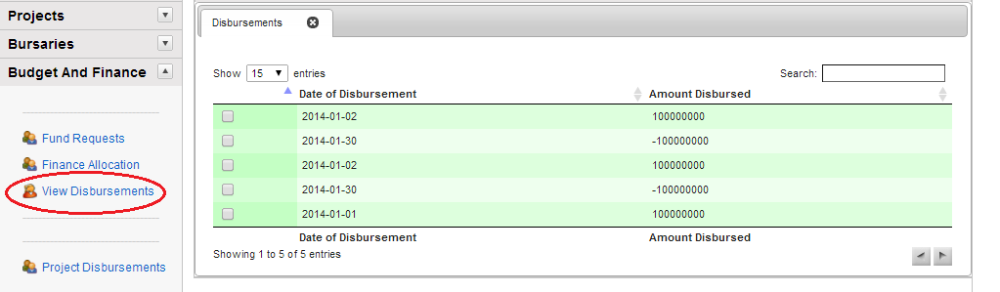 Projects
Bursaries
Budget And Finance
Fund Requests
Finance Allocation
View Disbursements
Project Disbursements
Disbursements
Show 15 entries
Search:
Date of Disbursement Amount Disbursed
2014-01-02 100000000
2014-01-30 -100000000
2014-01-02 100000000
2014-01-30 -100000000
2014-01-01 100000000
Date of Disbursement Amount Disbursed
Showing 1 to 5 of 5 entries